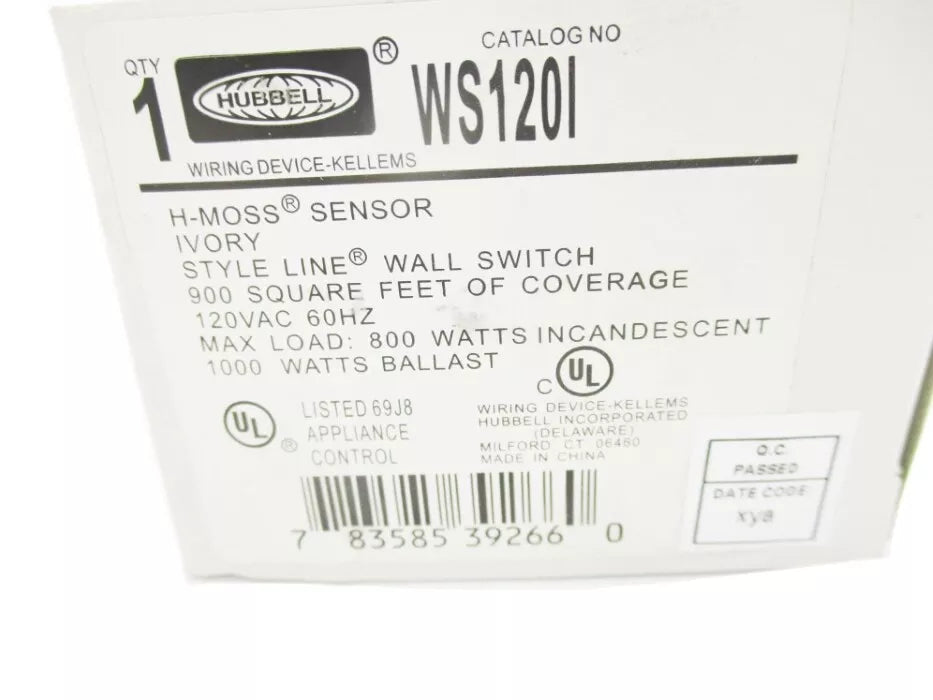 QTY
1
HUBBELL ®
CATALOG NO
WS120I
WIRING DEVICE-KELLEMS
H-MOSS® SENSOR
IVORY
STYLE LINE® WALL SWITCH
900 SQUARE FEET OF COVERAGE
120VAC 60HZ
MAX LOAD: 800 WATTS INCANDESCENT
1000 WATTS BALLAST
C UL
UL ®
LISTED 69J8
APPLIANCE
CONTROL
WIRING DEVICE-KELLEMS
HUBBELL INCORPORATED
(DELAWARE)
MILFORD CT 06460
MADE IN CHINA
7 83585 39266 0
Q.C.
PASSED
DATE CODE
xya